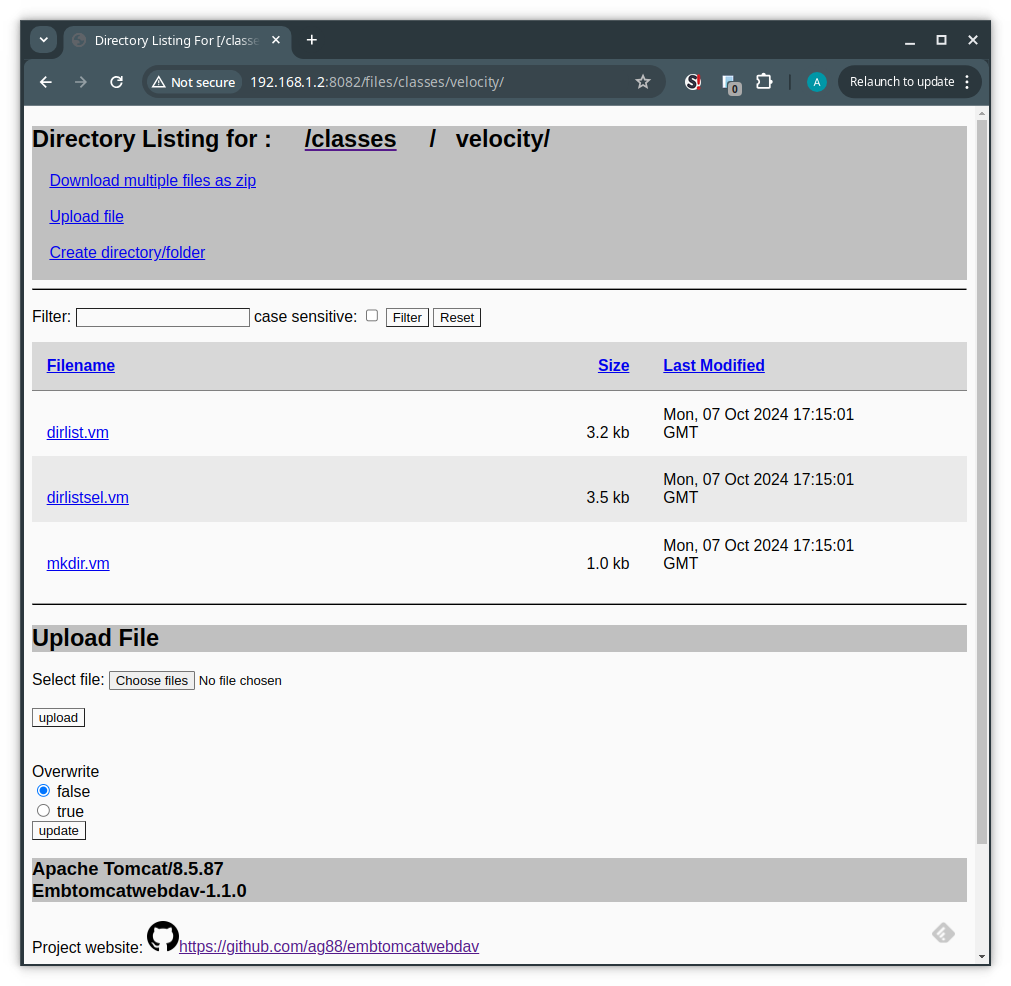 Directory Listing For [/classe
Not secure 192.168.1.2:8082/files/classes/velocity/ 0 A Relaunch to update
Directory Listing for : /classes / velocity/
Download multiple files as zip
Upload file
Create directory/folder
Filter: case sensitive: Filter Reset
Filename Size Last Modified
dirlist.vm 3.2 kb Mon, 07 Oct 2024 17:15:01
GMT
dirlistsel.vm 3.5 kb Mon, 07 Oct 2024 17:15:01
GMT
mkdir.vm 1.0 kb Mon, 07 Oct 2024 17:15:01
GMT
Upload File
Select file: Choose files No file chosen
upload
Overwrite
false
true
update
Apache Tomcat/8.5.87
Embtomcatwebdav-1.1.0
Project website: https://github.com/ag88/embtomcatwebdav